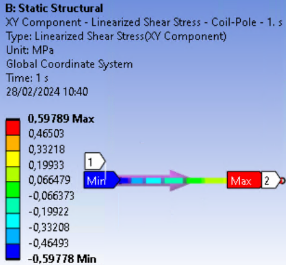 B: Static Structural
XY Component - Linearized Shear Stress - Coil-Pole - 1. s
Type: Linearized Shear Stress(XY Component)
Unit: MPa
Global Coordinate System
Time: 1 s
28/02/2024 10:40
0,59789 Max
0,46503
0,33218
0,19933
0,066479
-0,066373
-0,19922
-0,33208
-0,46493
-0,59778 Min
1
Min
Max
2